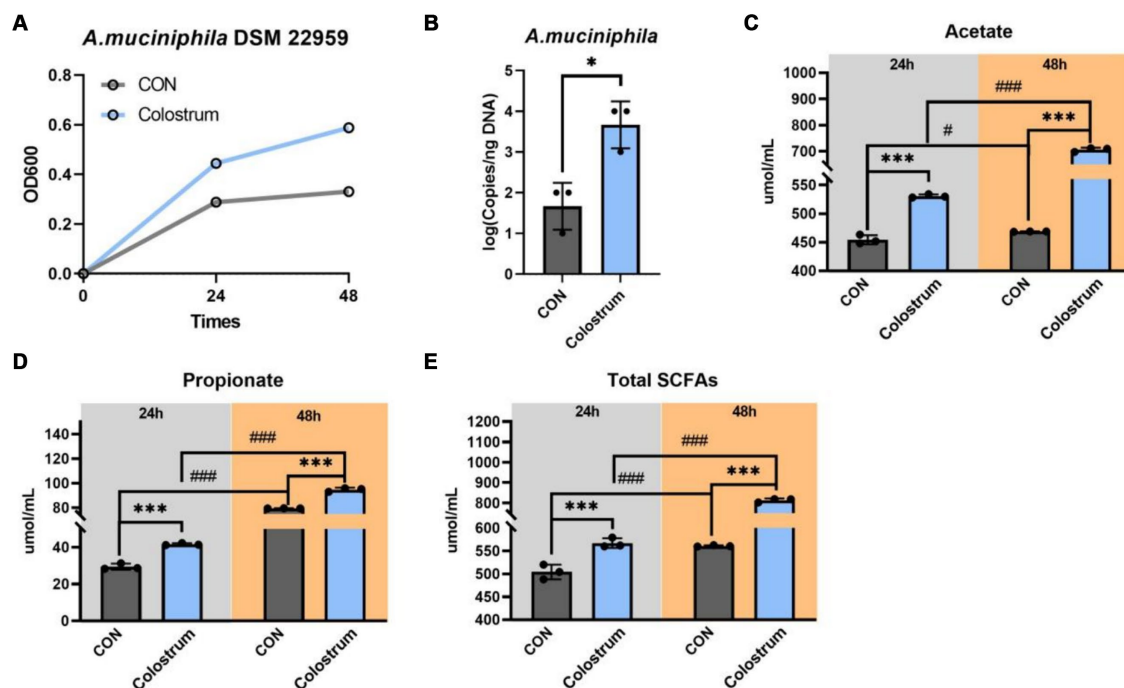 A
A.muciniphila DSM 22959
CON
Colostrum
OD600
0.8
0.6
0.4
0.2
0.0
0 24 48
Times
B
A.muciniphila
*
log(Copies/ng DNA)
5
4
3
2
1
0
CON
Colostrum
C
Acetate
24h 48h
umol/mL
1000
900
800
700
550
500
450
400
###
#
***
***
CON
Colostrum
CON
Colostrum
D
Propionate
24h 48h
umol/mL
140
120
100
80
40
20
0
###
###
***
***
CON
Colostrum
CON
Colostrum
E
Total SCFAs
24h 48h
umol/mL
1200
1100
1000
900
800
600
550
500
450
400
###
###
***
***
CON
Colostrum
CON
Colostrum